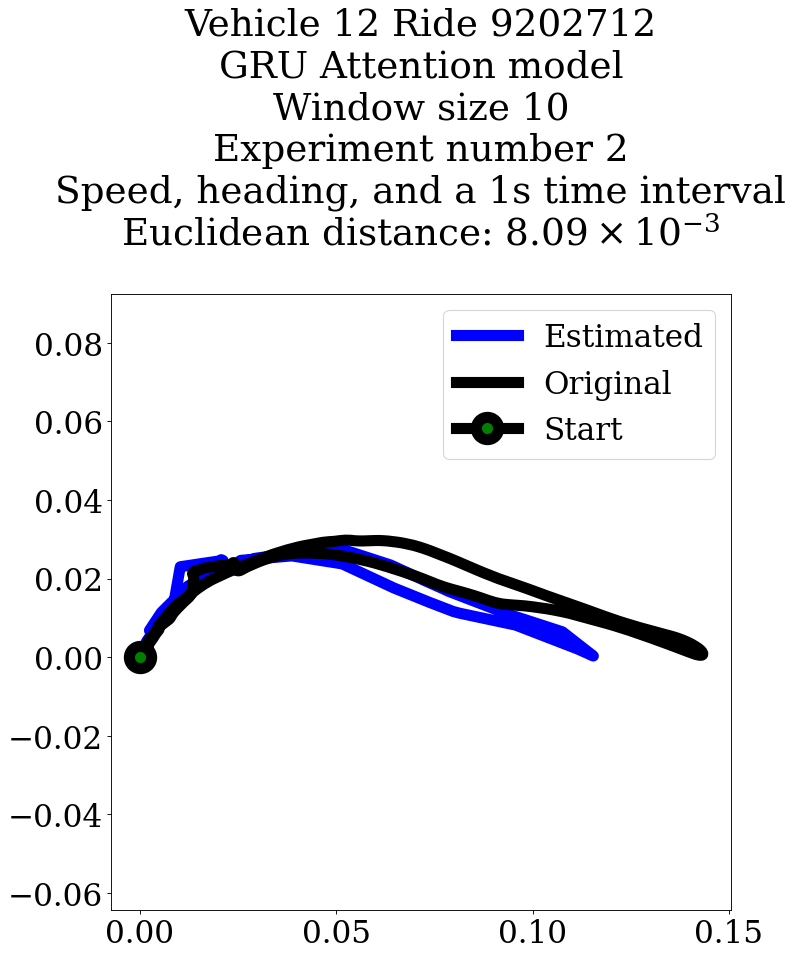 Vehicle 12 Ride 9202712
GRU Attention model
Window size 10
Experiment number 2
Speed, heading, and a 1s time interval
Euclidean distance: 8.09 × 10⁻³
Estimated
Original
Start
0.08
0.06
0.04
0.02
0.00
−0.02
−0.04
−0.06
0.00 0.05 0.10 0.15